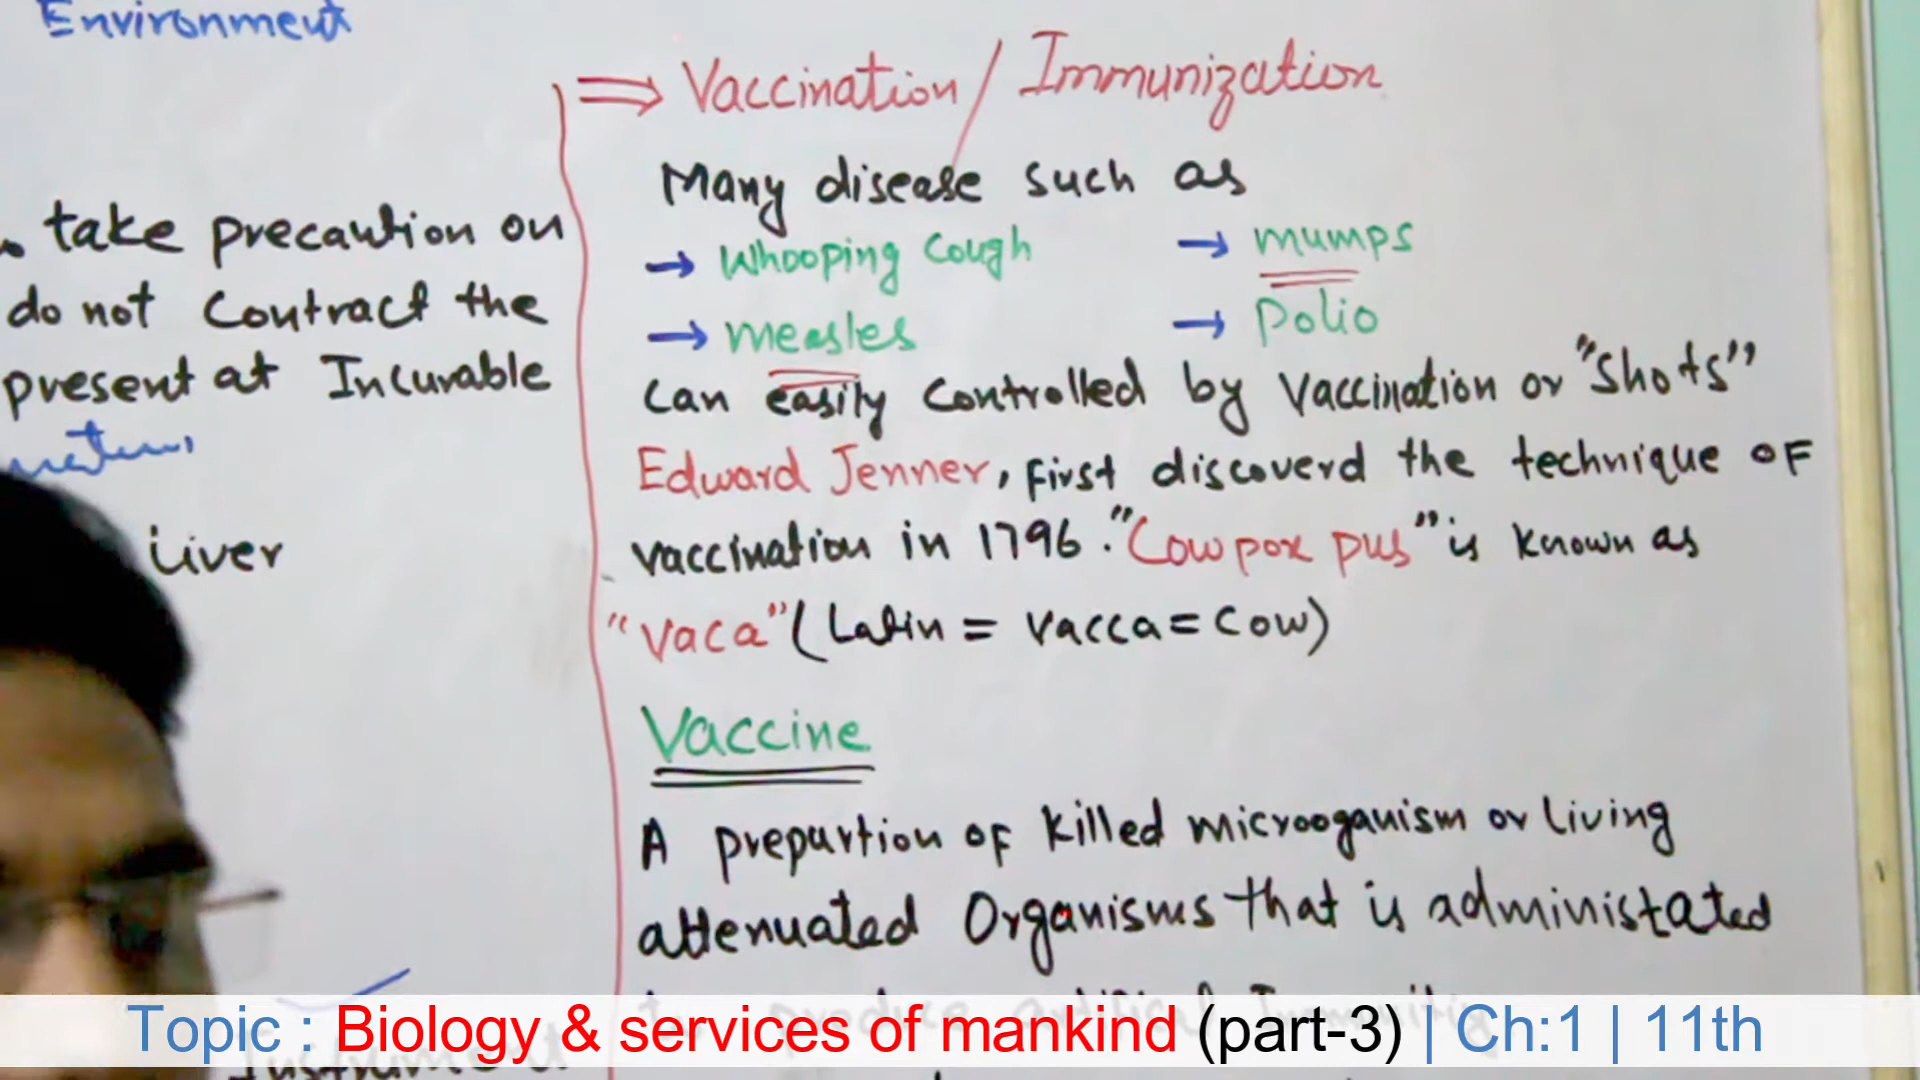 Environment
take precaution on
do not contract the
present at Incurable
Liver
⇒ Vaccination / Immunization
Many disease such as
→ Whooping cough → mumps
→ measles → polio
can easily controlled by vaccination or "shots"
Edward Jenner, first discoverd the technique of
vaccination in 1796. "Cow pox pus" is known as
"vaca" (Latin = vacca = cow)
Vaccine
A prepartion of killed microoganism or living
attenuated Organisms that is administated
Topic : Biology & services of mankind (part-3) | Ch:1 | 11th